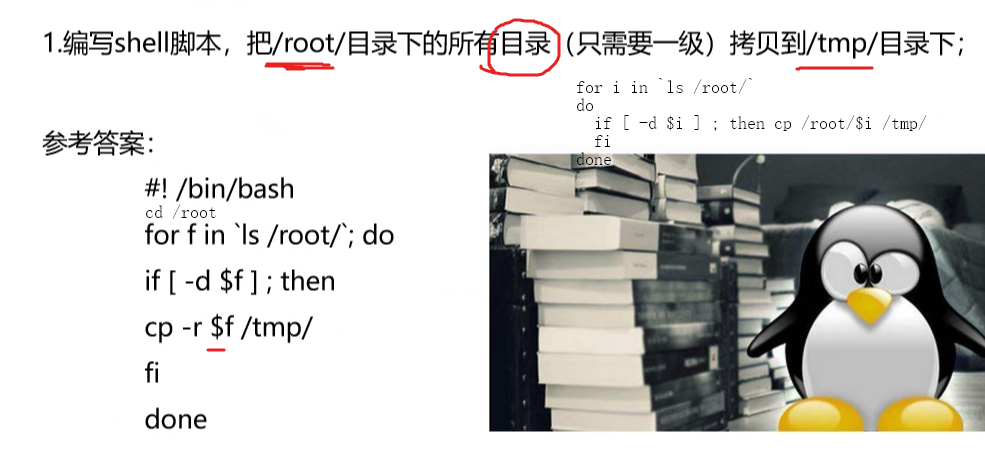 1.编写shell脚本，把/root/目录下的所有目录（只需要一级）拷贝到/tmp/目录下；
for i in `ls /root/`
do
if [ -d $i ] ; then cp /root/$i /tmp/
fi
done
参考答案：
#! /bin/bash
cd /root
for f in `ls /root/`; do
if [ -d $f ] ; then
cp -r $f /tmp/
fi
done